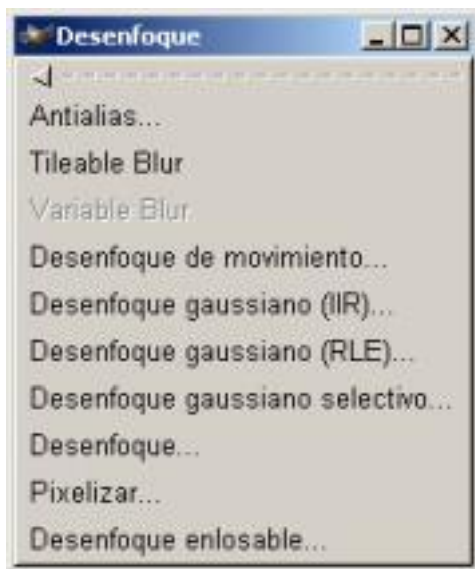 Desenfoque
Antialias...
Tileable Blur
Variable Blur
Desenfoque de movimiento...
Desenfoque gaussiano (IIR)...
Desenfoque gaussiano (RLE)...
Desenfoque gaussiano selectivo...
Desenfoque...
Pixelizar...
Desenfoque enlosable...